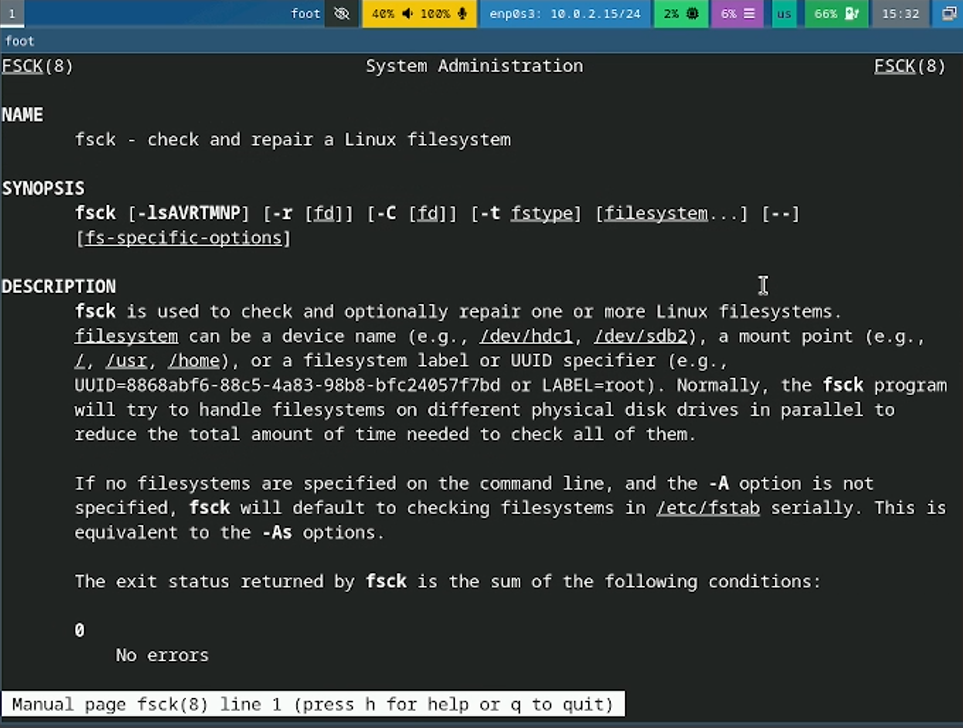 1 foot 40% 100% enp0s3: 10.0.2.15/24 2% 6% us 66% 15:32
foot
FSCK(8) System Administration FSCK(8)
NAME
fsck - check and repair a Linux filesystem
SYNOPSIS
fsck [-lsAVRTMNP] [-r [fd]] [-C [fd]] [-t fstype] [filesystem...] [--]
[fs-specific-options]
DESCRIPTION
fsck is used to check and optionally repair one or more Linux filesystems.
filesystem can be a device name (e.g., /dev/hdc1, /dev/sdb2), a mount point (e.g.,
/, /usr, /home), or a filesystem label or UUID specifier (e.g.,
UUID=8868abf6-88c5-4a83-98b8-bfc24057f7bd or LABEL=root). Normally, the fsck program
will try to handle filesystems on different physical disk drives in parallel to
reduce the total amount of time needed to check all of them.
If no filesystems are specified on the command line, and the -A option is not
specified, fsck will default to checking filesystems in /etc/fstab serially. This is
equivalent to the -As options.
The exit status returned by fsck is the sum of the following conditions:
0
No errors
Manual page fsck(8) line 1 (press h for help or q to quit)